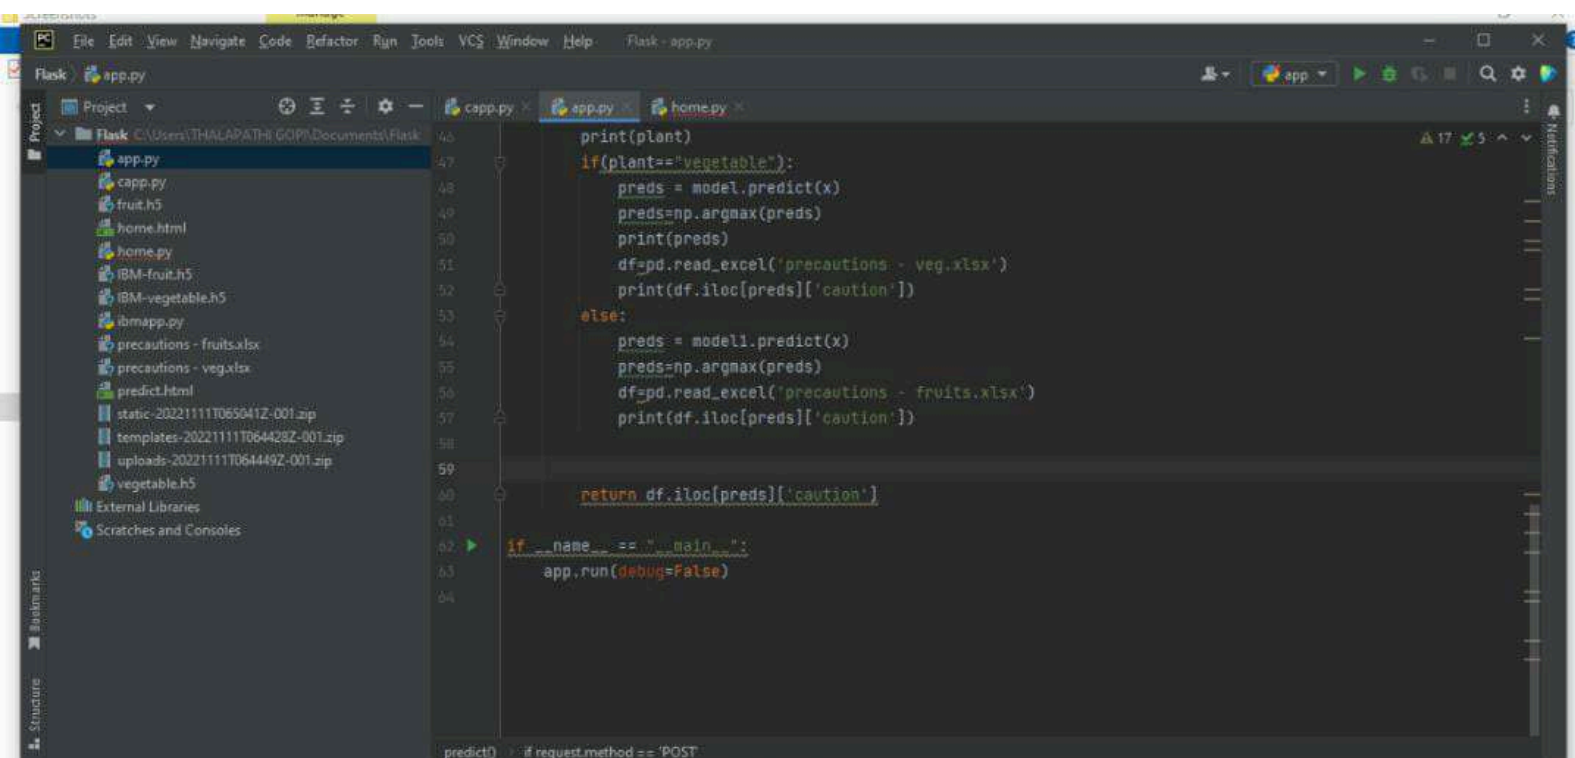 Screenshots
Manage
PC File Edit View Navigate Code Refactor Run Tools VCS Window Help Flask - app.py
Flask app.py
app
Project
Project
capp.py
app.py
home.py
Notifications
Flask C:\Users\THALAPATHI GOPI\Documents\Flask
app.py
capp.py
fruit.h5
home.html
home.py
IBM-fruit.h5
IBM-vegetable.h5
ibmapp.py
precautions - fruits.xlsx
precautions - veg.xlsx
predict.html
static-20221111T065041Z-001.zip
templates-20221111T064428Z-001.zip
uploads-20221111T064449Z-001.zip
vegetable.h5
External Libraries
Scratches and Consoles
17 5
46 print(plant)
47 if(plant=="vegetable"):
48 preds = model.predict(x)
49 preds=np.argmax(preds)
50 print(preds)
51 df=pd.read_excel('precautions - veg.xlsx')
52 print(df.iloc[preds]['caution'])
53 else:
54 preds = model1.predict(x)
55 preds=np.argmax(preds)
56 df=pd.read_excel('precautions - fruits.xlsx')
57 print(df.iloc[preds]['caution'])
58
59
60 return df.iloc[preds]['caution']
61
62 if __name__ == "__main__":
63 app.run(debug=False)
64
Bookmarks
Structure
predict() if request.method == 'POST'